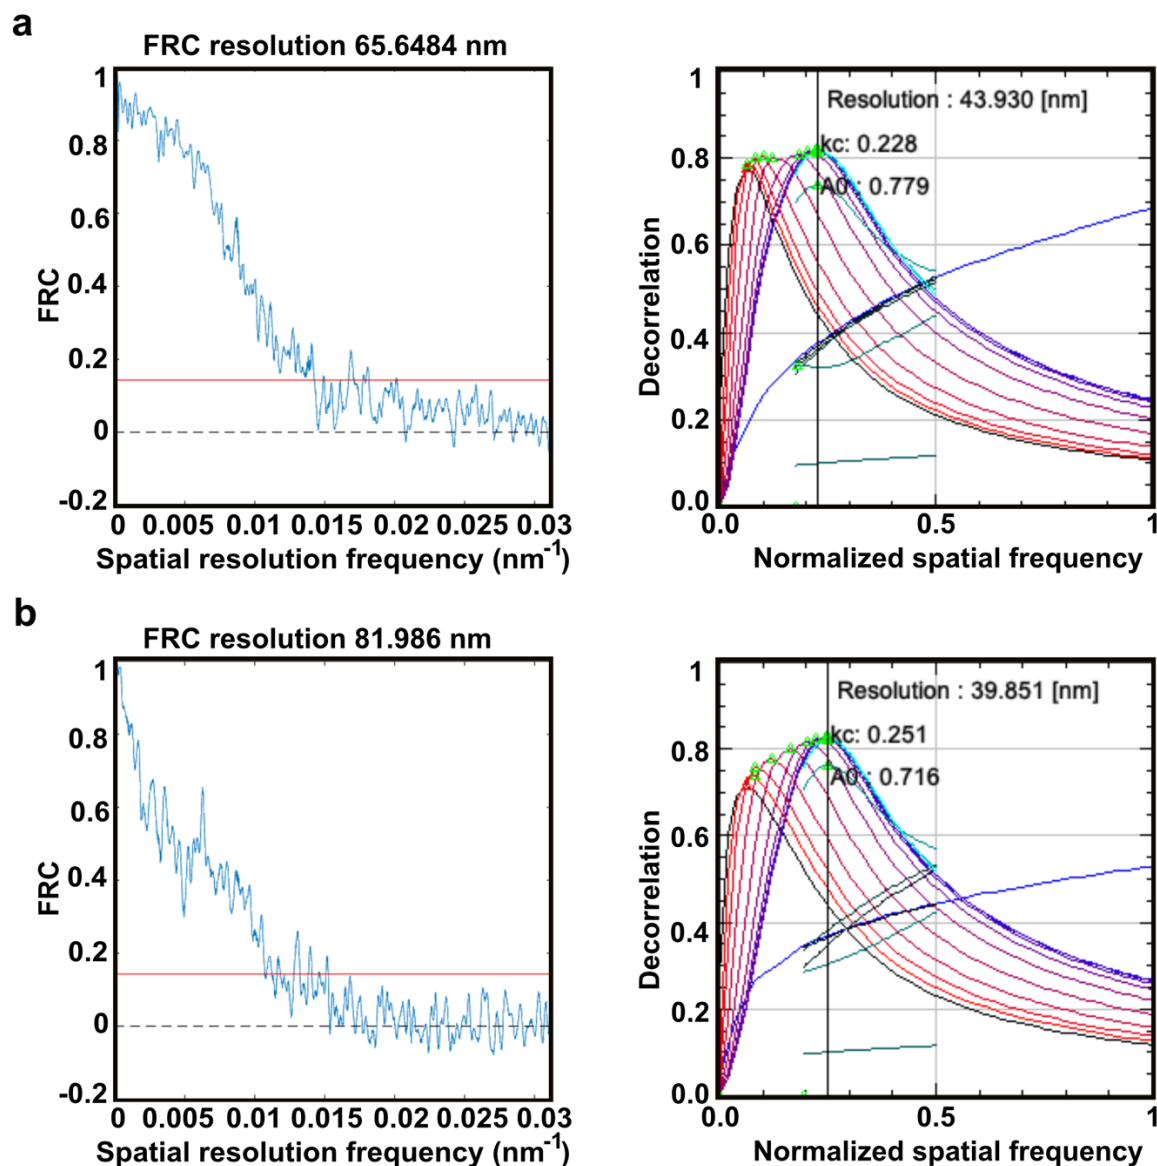 a
FRC resolution 65.6484 nm
1
0.8
0.6
0.4
0.2
0
-0.2
FRC
0 0.005 0.01 0.015 0.02 0.025 0.03
Spatial resolution frequency (nm⁻¹)
Resolution : 43.930 [nm]
kc: 0.228
A0 : 0.779
1
0.8
0.6
0.4
0.2
0.0
Decorrelation
0.0 0.5 1
Normalized spatial frequency
b
FRC resolution 81.986 nm
1
0.8
0.6
0.4
0.2
0
-0.2
FRC
0 0.005 0.01 0.015 0.02 0.025 0.03
Spatial resolution frequency (nm⁻¹)
Resolution : 39.851 [nm]
kc: 0.251
A0 : 0.716
1
0.8
0.6
0.4
0.2
0.0
Decorrelation
0.0 0.5 1
Normalized spatial frequency